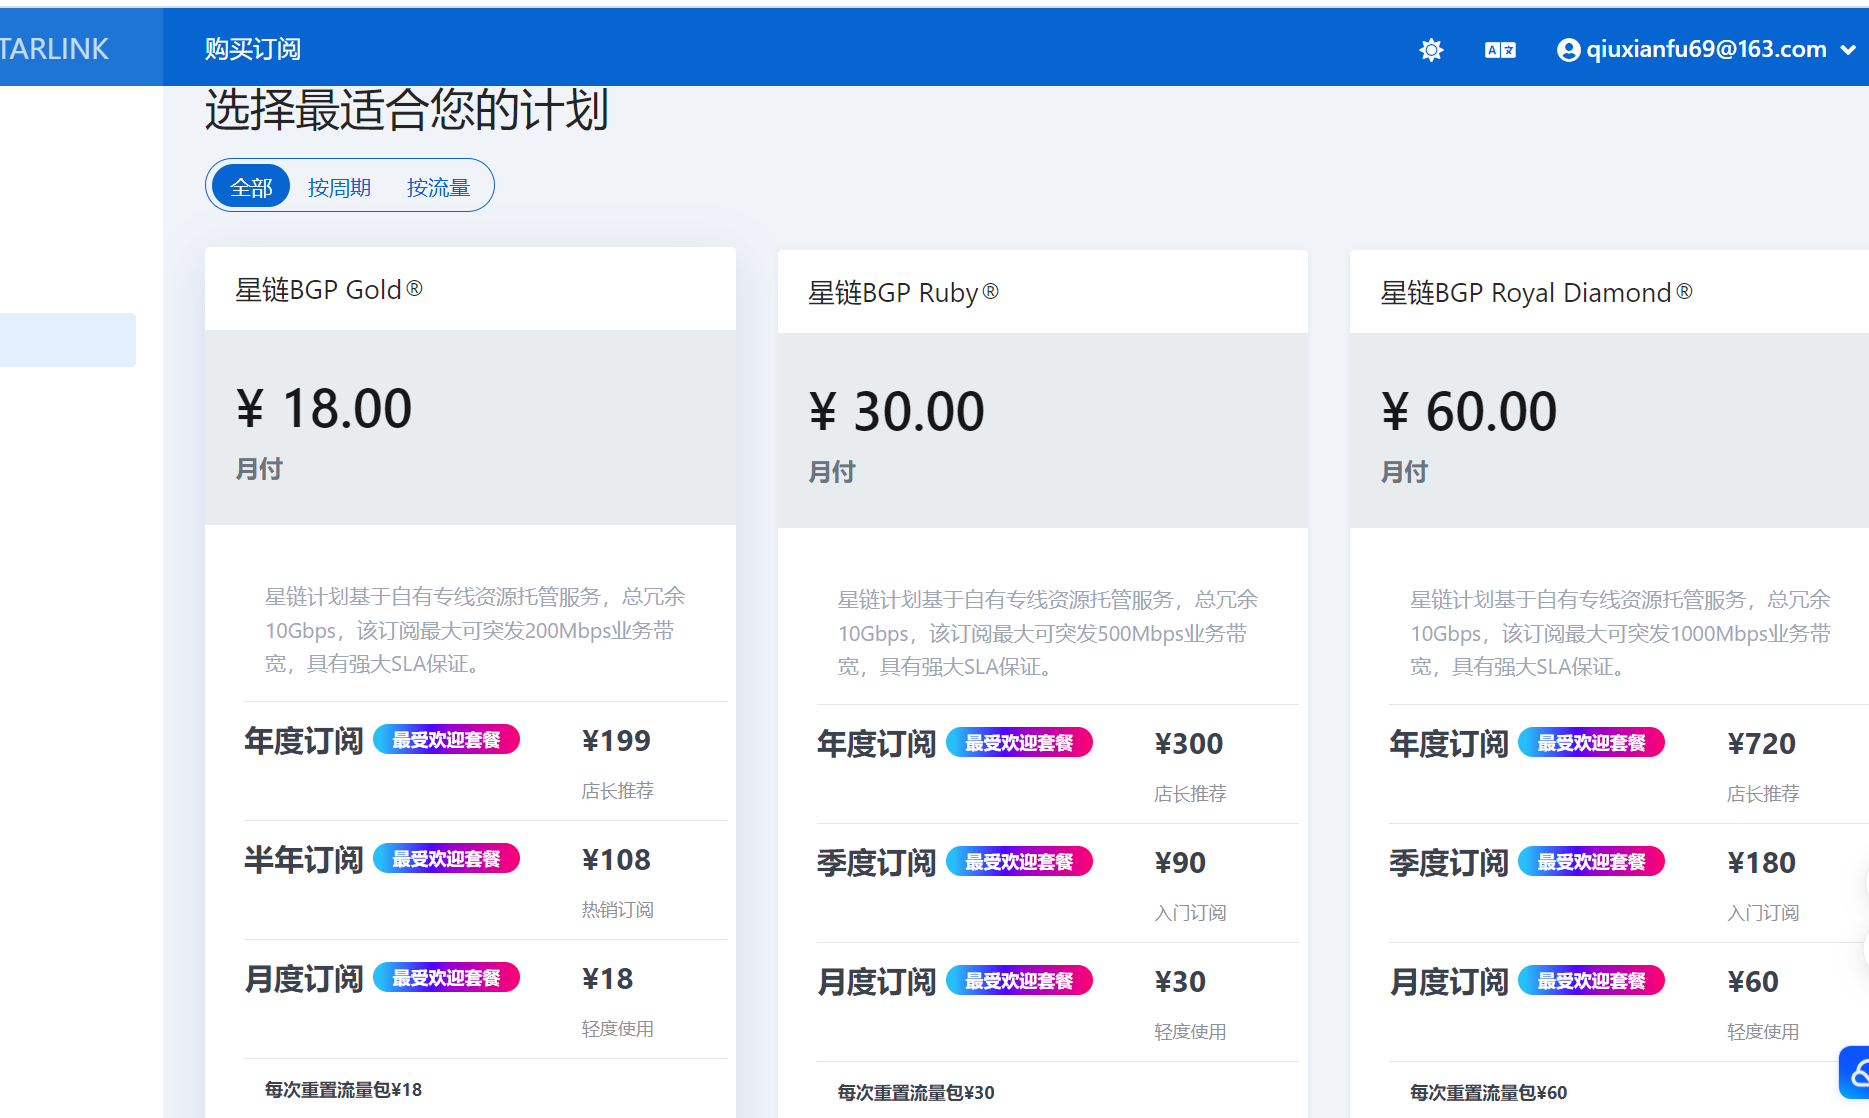 TARLINK
购买订阅
qiuxianfu69@163.com
选择最适合您的计划
全部 按周期 按流量
星链BGP Gold®
¥ 18.00
月付
星链计划基于自有专线资源托管服务，总冗余
10Gbps，该订阅最大可突发200Mbps业务带
宽，具有强大SLA保证。
年度订阅 最受欢迎套餐 ¥199
店长推荐
半年订阅 最受欢迎套餐 ¥108
热销订阅
月度订阅 最受欢迎套餐 ¥18
轻度使用
每次重置流量包¥18
星链BGP Ruby®
¥ 30.00
月付
星链计划基于自有专线资源托管服务，总冗余
10Gbps，该订阅最大可突发500Mbps业务带
宽，具有强大SLA保证。
年度订阅 最受欢迎套餐 ¥300
店长推荐
季度订阅 最受欢迎套餐 ¥90
入门订阅
月度订阅 最受欢迎套餐 ¥30
轻度使用
每次重置流量包¥30
星链BGP Royal Diamond®
¥ 60.00
月付
星链计划基于自有专线资源托管服务，总冗余
10Gbps，该订阅最大可突发1000Mbps业务带
宽，具有强大SLA保证。
年度订阅 最受欢迎套餐 ¥720
店长推荐
季度订阅 最受欢迎套餐 ¥180
入门订阅
月度订阅 最受欢迎套餐 ¥60
轻度使用
每次重置流量包¥60